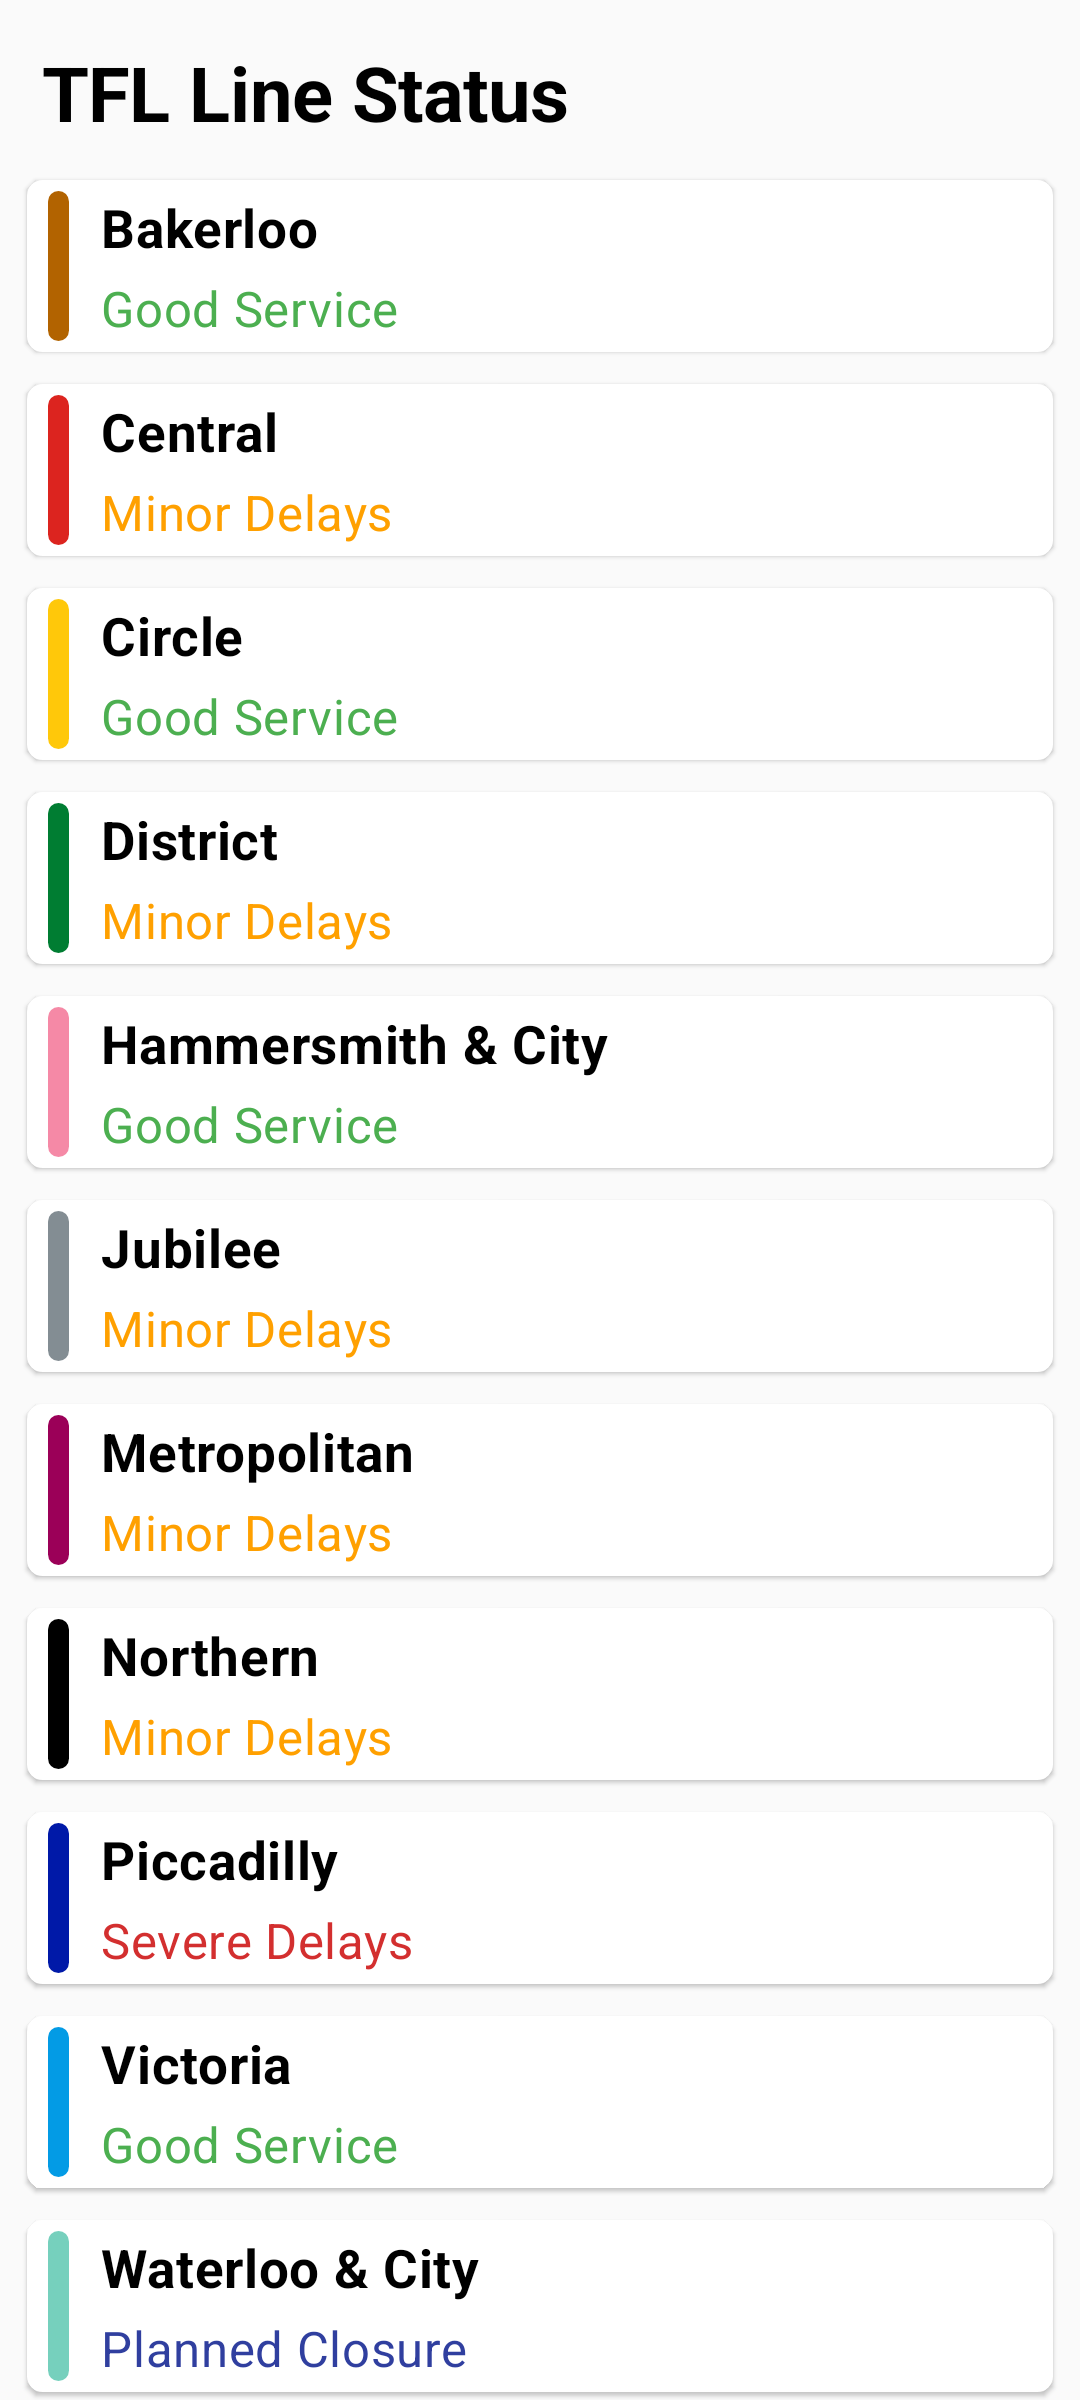 TFL Line Status
Bakerloo
Good Service
Central
Minor Delays
Circle
Good Service
District
Minor Delays
Hammersmith & City
Good Service
Jubilee
Minor Delays
Metropolitan
Minor Delays
Northern
Minor Delays
Piccadilly
Severe Delays
Victoria
Good Service
Waterloo & City
Planned Closure